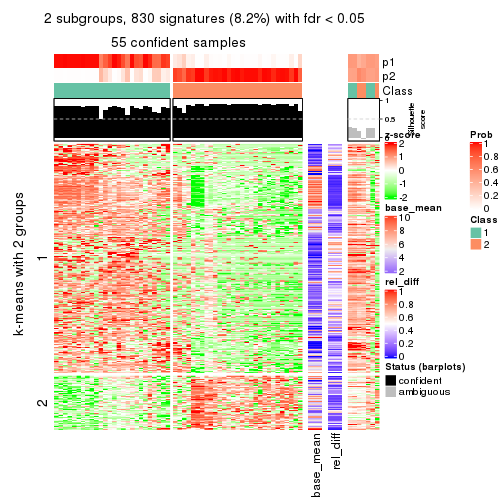 2 subgroups, 830 signatures (8.2%) with fdr < 0.05
55 confident samples
p1
p2
Class
1
0.5
0
Silhouette
score
k-means with 2 groups
1
2
base_mean
rel_diff
z-score
2
1
0
-1
-2
base_mean
10
8
6
4
2
rel_diff
1
0.8
0.6
0.4
0.2
0
Status (barplots)
confident
ambiguous
Prob
1
0.8
0.6
0.4
0.2
0
Class
1
2